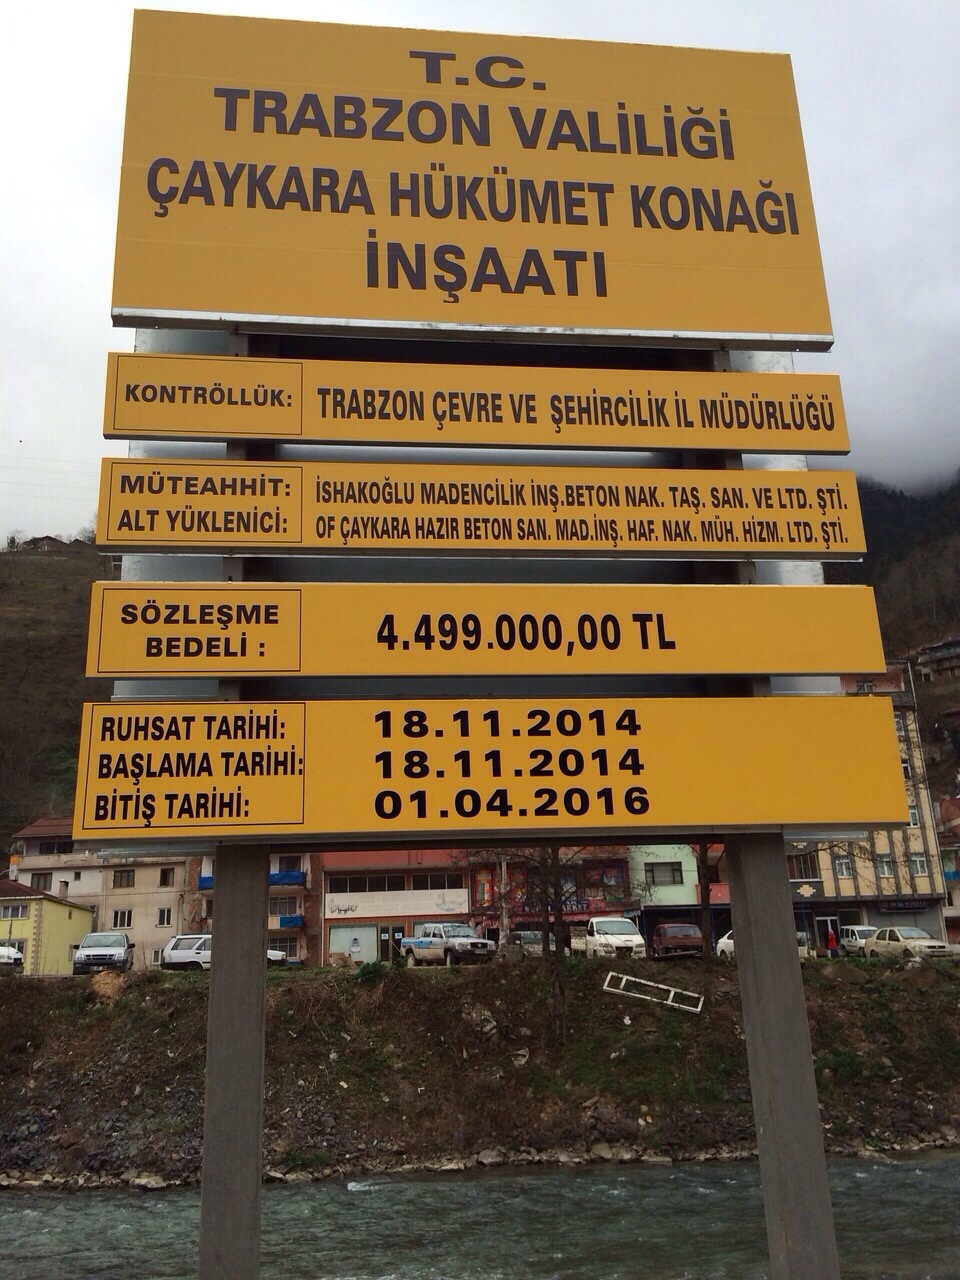 T.C.
TRABZON VALİLİĞİ
ÇAYKARA HÜKÜMET KONAĞI
İNŞAATI
KONTRÖLLÜK: TRABZON ÇEVRE VE ŞEHİRCİLİK İL MÜDÜRLÜĞÜ
MÜTEAHHİT: İSHAKOĞLU MADENCİLİK İNŞ.BETON NAK. TAŞ. SAN. VE LTD. ŞTİ.
ALT YÜKLENİCİ: OF ÇAYKARA HAZIR BETON SAN. MAD.İNŞ. HAF. NAK. MÜH. HİZM. LTD. ŞTİ.
SÖZLEŞME
BEDELİ : 4.499.000,00 TL
RUHSAT TARİHİ: 18.11.2014
BAŞLAMA TARİHİ: 18.11.2014
BİTİŞ TARİHİ: 01.04.2016